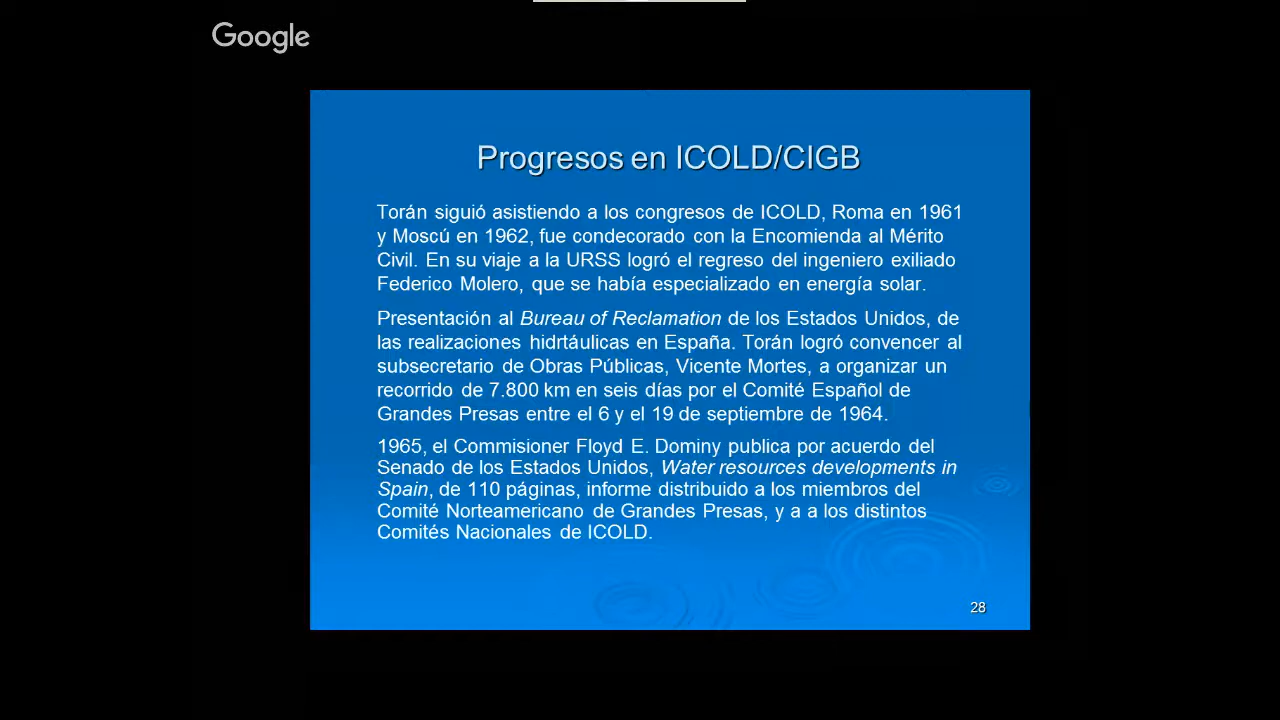 Google
Progresos en ICOLD/CIGB
Torán siguió asistiendo a los congresos de ICOLD, Roma en 1961
y Moscú en 1962, fue condecorado con la Encomienda al Mérito
Civil. En su viaje a la URSS logró el regreso del ingeniero exiliado
Federico Molero, que se había especializado en energía solar.
Presentación al Bureau of Reclamation de los Estados Unidos, de
las realizaciones hidrtáulicas en España. Torán logró convencer al
subsecretario de Obras Públicas, Vicente Mortes, a organizar un
recorrido de 7.800 km en seis días por el Comité Español de
Grandes Presas entre el 6 y el 19 de septiembre de 1964.
1965, el Commisioner Floyd E. Dominy publica por acuerdo del
Senado de los Estados Unidos, Water resources developments in
Spain, de 110 páginas, informe distribuido a los miembros del
Comité Norteamericano de Grandes Presas, y a a los distintos
Comités Nacionales de ICOLD.
28